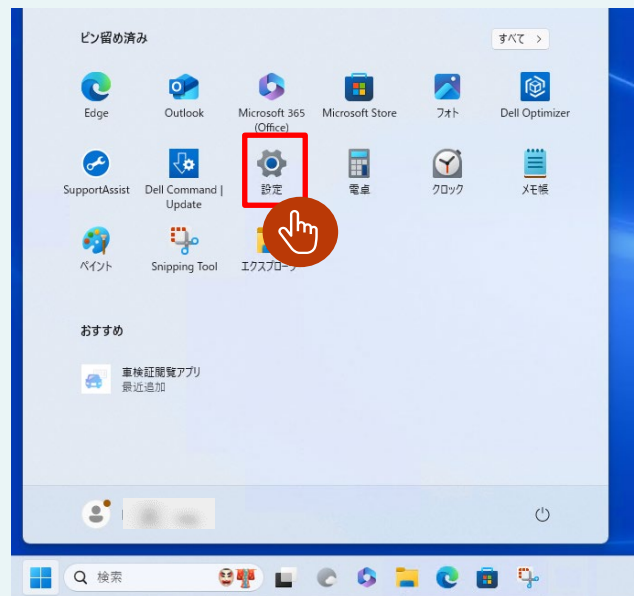 ピン留め済み
すべて >
Edge
Outlook
Microsoft 365
(Office)
Microsoft Store
フォト
Dell Optimizer
SupportAssist
Dell Command |
Update
設定
電卓
クロック
メモ帳
ペイント
Snipping Tool
エクスプローラー
おすすめ
車検証閲覧アプリ
最近追加
検索